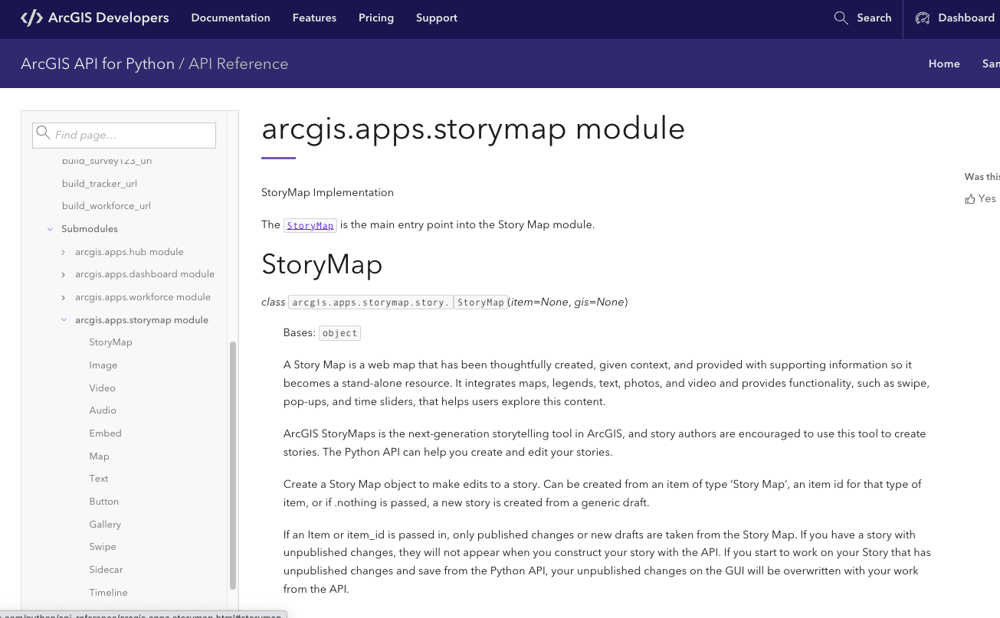 ArcGIS Developers Documentation Features Pricing Support Search Dashboard
ArcGIS API for Python / API Reference Home
Find page...
build_survey123_url
build_tracker_url
build_workforce_url
Submodules
arcgis.apps.hub module
arcgis.apps.dashboard module
arcgis.apps.workforce module
arcgis.apps.storymap module
StoryMap
Image
Video
Audio
Embed
Map
Text
Button
Gallery
Swipe
Sidecar
Timeline
arcgis.apps.storymap module
StoryMap Implementation
The StoryMap is the main entry point into the Story Map module.
StoryMap
class arcgis.apps.storymap.story.StoryMap(item=None, gis=None)
Bases: object
A Story Map is a web map that has been thoughtfully created, given context, and provided with supporting information so it
becomes a stand-alone resource. It integrates maps, legends, text, photos, and video and provides functionality, such as swipe,
pop-ups, and time sliders, that helps users explore this content.
ArcGIS StoryMaps is the next-generation storytelling tool in ArcGIS, and story authors are encouraged to use this tool to create
stories. The Python API can help you create and edit your stories.
Create a Story Map object to make edits to a story. Can be created from an item of type ‘Story Map’, an item id for that type of
item, or if .nothing is passed, a new story is created from a generic draft.
If an Item or item_id is passed in, only published changes or new drafts are taken from the Story Map. If you have a story with
unpublished changes, they will not appear when you construct your story with the API. If you start to work on your Story that has
unpublished changes and save from the Python API, your unpublished changes on the GUI will be overwritten with your work
from the API.
Was this
Yes